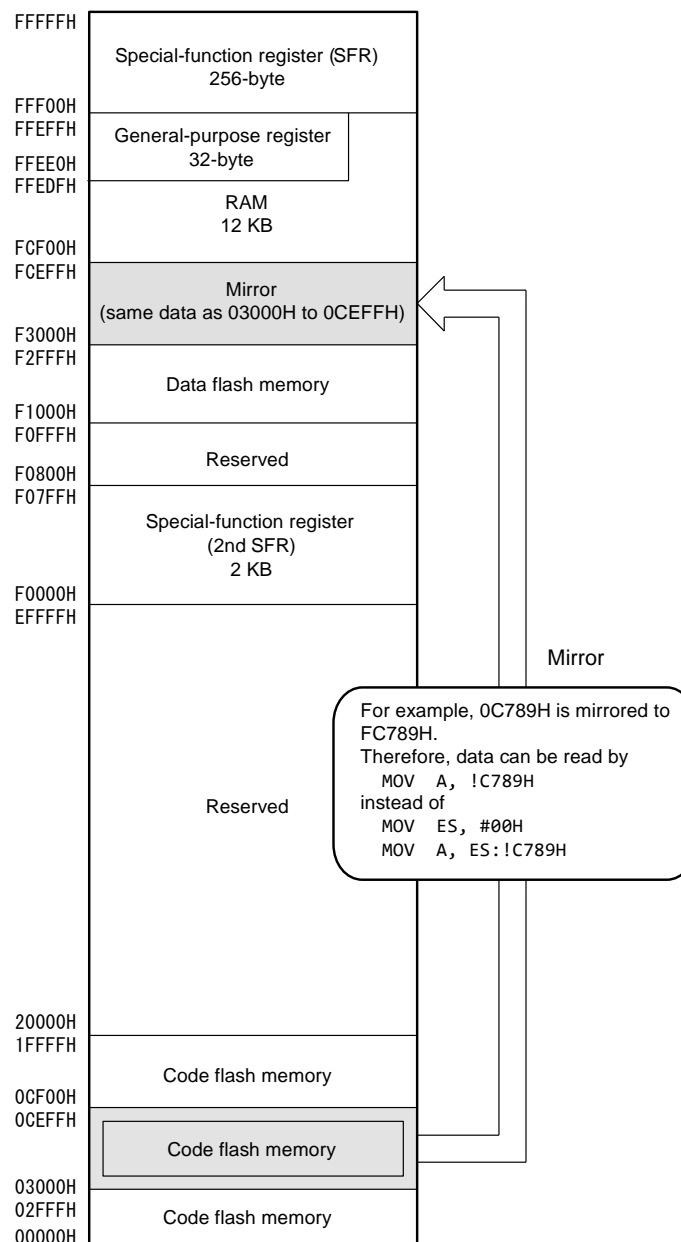 FFFFFH
Special-function register (SFR)
256-byte
FFF00H
FFEFFH
General-purpose register
32-byte
FFEE0H
FFEDFH
RAM
12 KB
FCF00H
FCEFFH
Mirror
(same data as 03000H to 0CEFFH)
F3000H
F2FFFH
Data flash memory
F1000H
F0FFFH
Reserved
F0800H
F07FFH
Special-function register
(2nd SFR)
2 KB
F0000H
EFFFFH
Mirror
For example, 0C789H is mirrored to
FC789H.
Therefore, data can be read by
MOV A, !C789H
instead of
MOV ES, #00H
MOV A, ES:!C789H
Reserved
20000H
1FFFFH
Code flash memory
0CF00H
0CEFFH
Code flash memory
03000H
02FFFH
Code flash memory
00000H